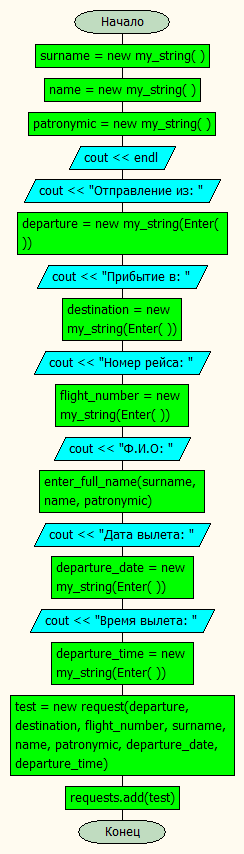 Начало
surname = new my_string( )
name = new my_string( )
patronymic = new my_string( )
cout << endl
cout << "Отправление из: "
departure = new my_string(Enter(
))
cout << "Прибытие в: "
destination = new
my_string(Enter( ))
cout << "Номер рейса: "
flight_number = new
my_string(Enter( ))
cout << "Ф.И.О: "
enter_full_name(surname,
name, patronymic)
cout << "Дата вылета: "
departure_date = new
my_string(Enter( ))
cout << "Время вылета: "
departure_time = new
my_string(Enter( ))
test = new request(departure,
destination, flight_number, surname,
name, patronymic, departure_date,
departure_time)
requests.add(test)
Конец